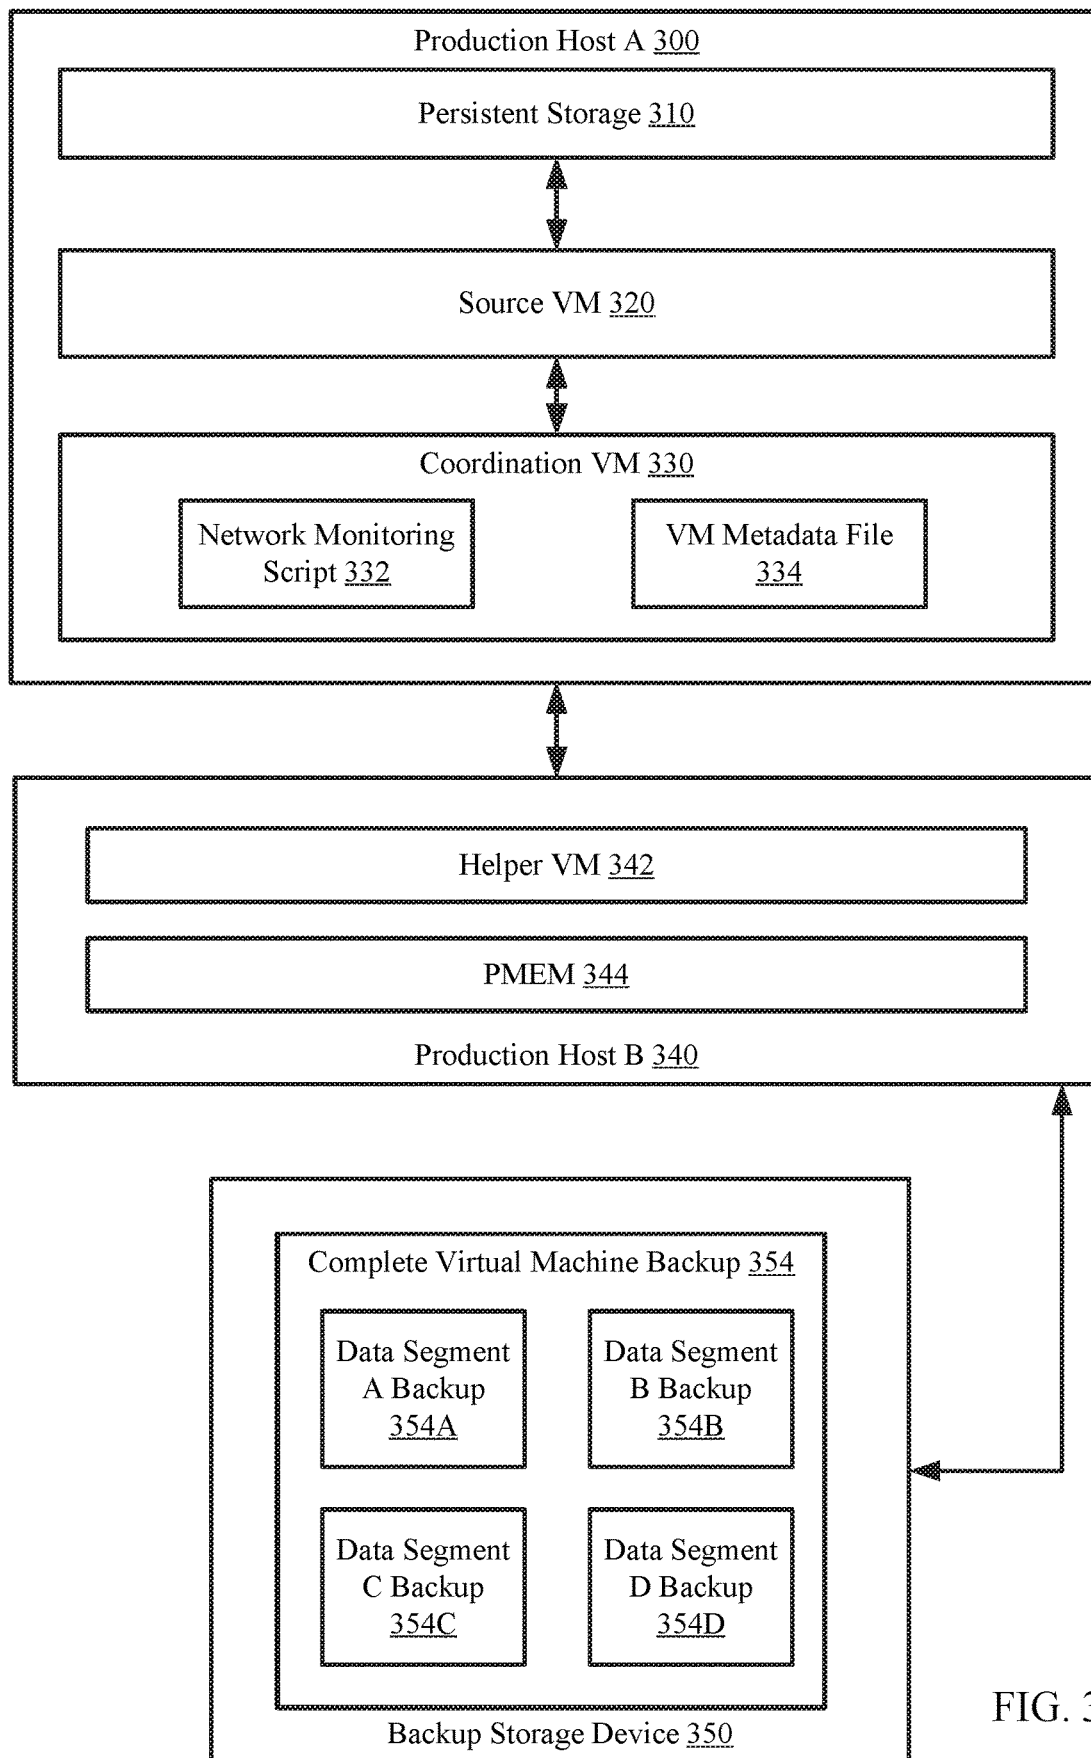 Production Host A 300
Persistent Storage 310
Source VM 320
Coordination VM 330
Network Monitoring
Script 332
VM Metadata File
334
Helper VM 342
PMEM 344
Production Host B 340
Complete Virtual Machine Backup 354
Data Segment
A Backup
354A
Data Segment
B Backup
354B
Data Segment
C Backup
354C
Data Segment
D Backup
354D
Backup Storage Device 350
FIG. 3